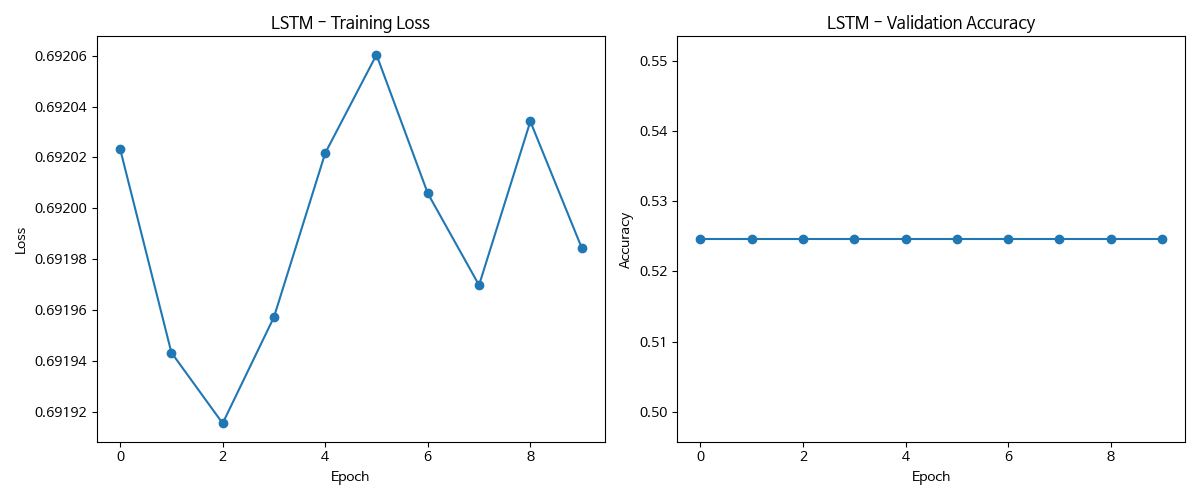 LSTM – Training Loss
0.69206
0.69204
0.69202
0.69200
0.69198
0.69196
0.69194
0.69192
Loss
0 2 4 6 8
Epoch
LSTM – Validation Accuracy
0.55
0.54
0.53
0.52
0.51
0.50
Accuracy
0 2 4 6 8
Epoch